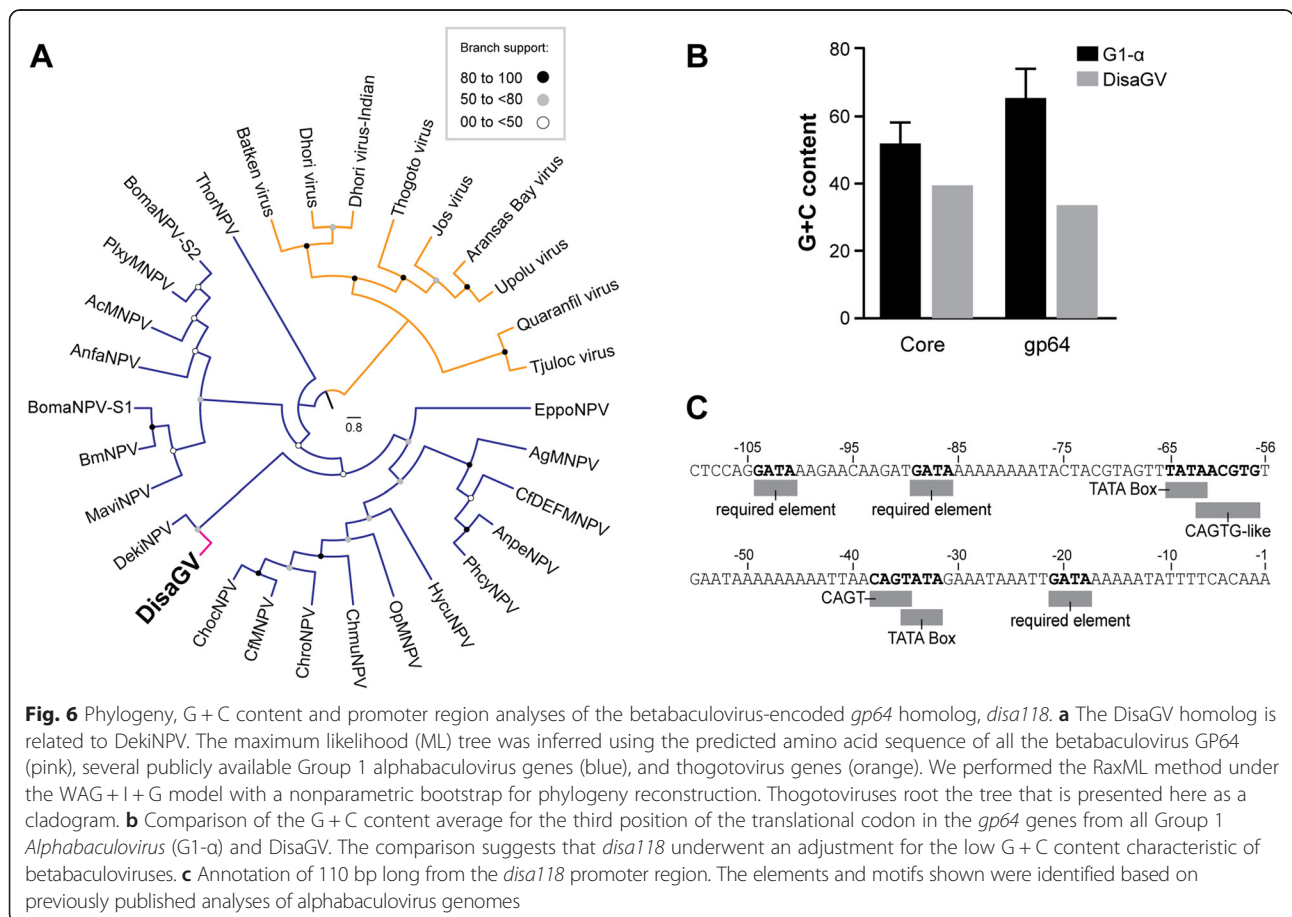 A
Branch support:
80 to 100
50 to <80
00 to <50
Batken virus
Dhori virus
Dhori virus-Indian
Thogoto virus
Jos virus
Aransas Bay virus
Upolu virus
Quaranfil virus
Tjuloc virus
ThorNPV
BomaNPV-S2
PlxyMNPV
AcMNPV
AnfaNPV
BomaNPV-S1
BmNPV
MaviNPV
DekiNPV
DisaGV
ChocNPV
CfMNPV
ChroNPV
ChmuNPV
OpMNPV
HycuNPV
PhcyNPV
AnpeNPV
CfDEFMNPV
AgMNPV
EppoNPV
0.8
B
G1-α
DisaGV
G+C content
80
60
40
20
0
Core
gp64
C
-105 -95 -85 -75 -65 -56
CTCCAGGATAAAGAACAAGATGATAAAAAAAAATACTACGTAGTTTATAACGTGT
required element
required element
TATA Box
CAGTG-like
-50 -40 -30 -20 -10 -1
GAATAAAAAAAAAATTAACAGTATAGAAATAAATTGATAAAAAATATTTTCACAAA
CAGT
TATA Box
required element
Fig. 6 Phylogeny, G + C content and promoter region analyses of the betabaculovirus-encoded gp64 homolog, disa118. a The DisaGV homolog is
related to DekiNPV. The maximum likelihood (ML) tree was inferred using the predicted amino acid sequence of all the betabaculovirus GP64
(pink), several publicly available Group 1 alphabaculovirus genes (blue), and thogotovirus genes (orange). We performed the RaxML method under
the WAG + I + G model with a nonparametric bootstrap for phylogeny reconstruction. Thogotoviruses root the tree that is presented here as a
cladogram. b Comparison of the G + C content average for the third position of the translational codon in the gp64 genes from all Group 1
Alphabaculovirus (G1-α) and DisaGV. The comparison suggests that disa118 underwent an adjustment for the low G + C content characteristic of
betabaculoviruses. c Annotation of 110 bp long from the disa118 promoter region. The elements and motifs shown were identified based on
previously published analyses of alphabaculovirus genomes